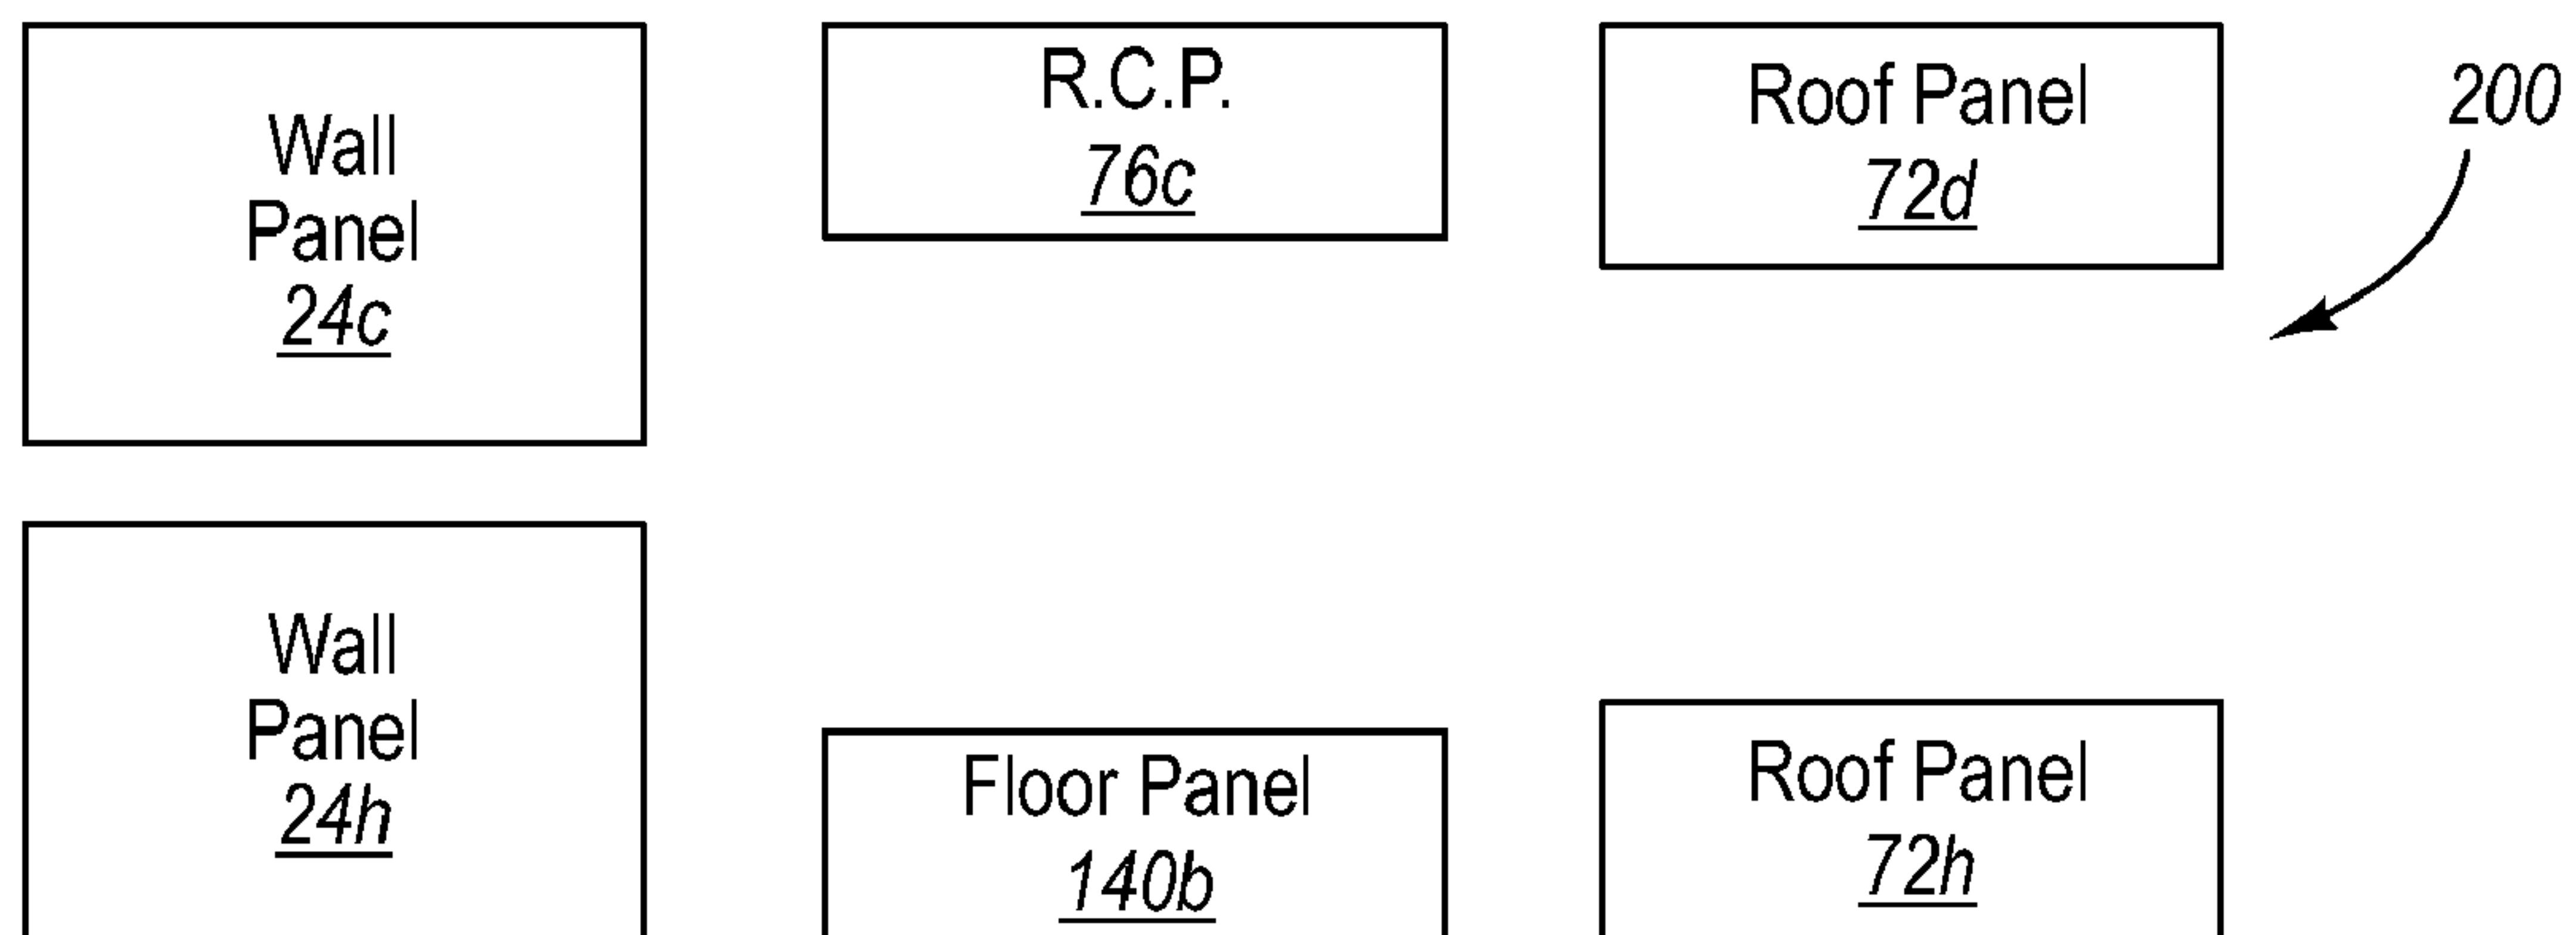 Wall
Panel
24c
R.C.P.
76c
Roof Panel
72d
200
Wall
Panel
24h
Floor Panel
140b
Roof Panel
72h